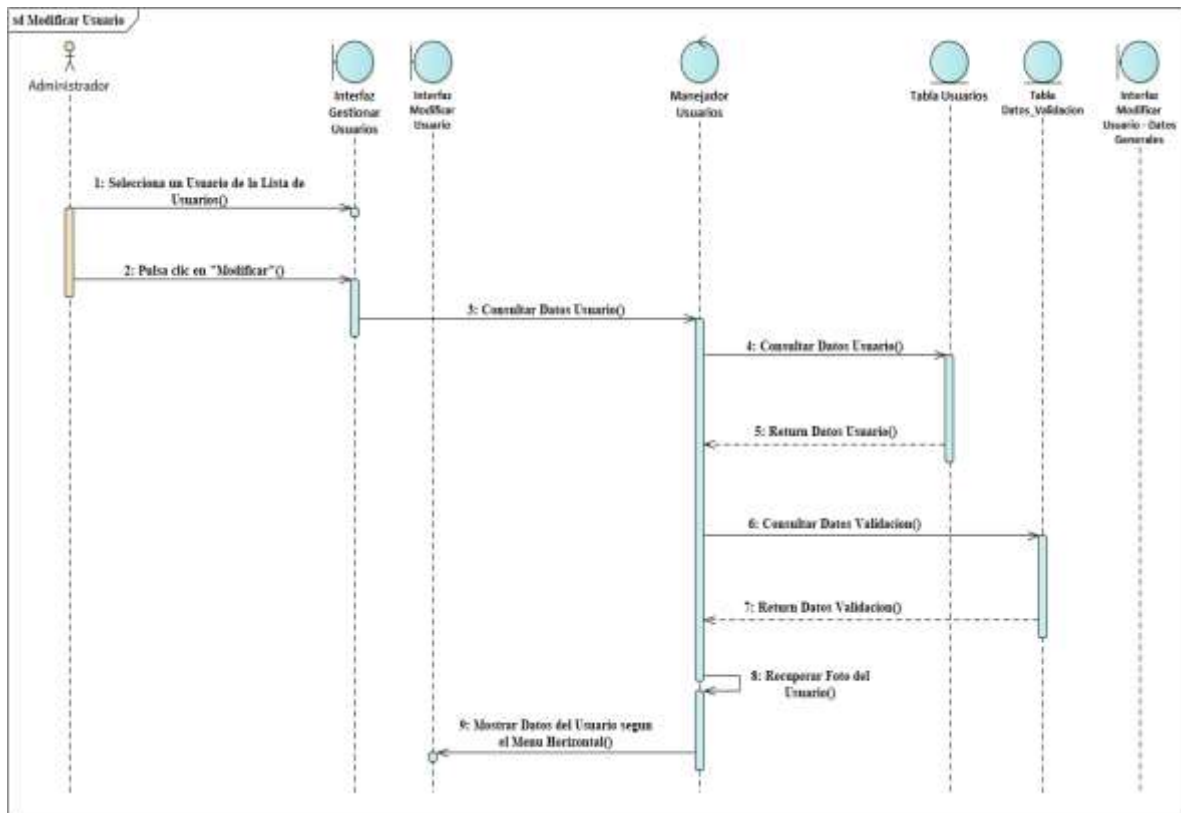 sd Modificar Usuario
Administrador
Interfaz
Gestionar
Usuarios
Interfaz
Modificar
Usuario
Manejador
Usuarios
Tabla Usuarios
Tabla
Datos_Validacion
Interfaz
Modificar
Usuario - Datos
Generales
1: Selecciona un Usuario de la Lista de
Usuarios()
2: Pulsa clic en "Modificar"()
3: Consultar Datos Usuario()
4: Consultar Datos Usuario()
5: Return Datos Usuario()
6: Consultar Datos Validacion()
7: Return Datos Validacion()
8: Recuperar Foto del
Usuario()
9: Mostrar Datos del Usuario segun
el Menu Horizontal()